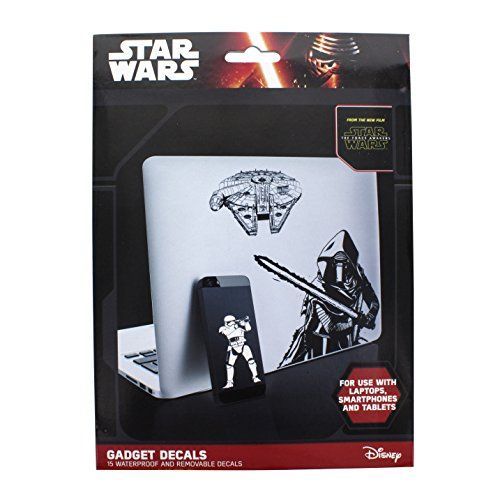 STAR
WARS
FROM THE NEW FILM
STAR
THE FORCE AWAKENS
WARS
FOR USE WITH
LAPTOPS,
SMARTPHONES
AND TABLETS
GADGET DECALS
15 WATERPROOF AND REMOVABLE DECALS
Disney